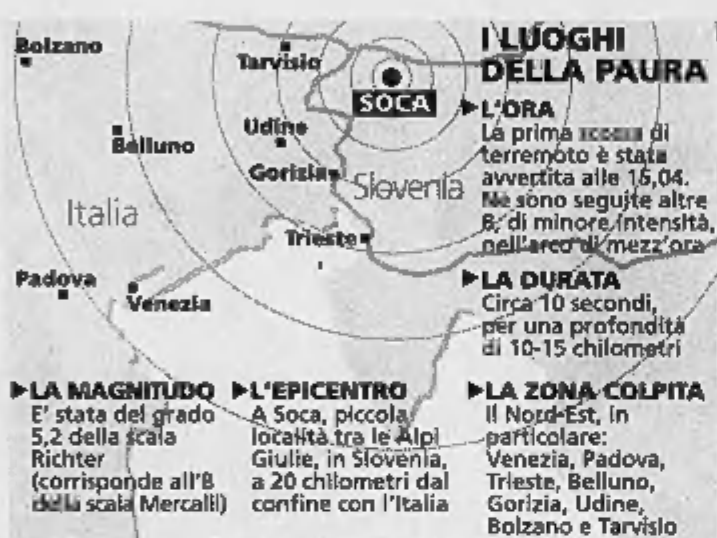 Bolzano
Tarvisio
SOCA
Belluno
Udine
Gorizia
Slovenia
Italia
Trieste
Padova
Venezia
I LUOGHI
DELLA PAURA
▶L'ORA
La prima scossa di
terremoto è stata
avvertita alle 15,04.
Ne sono seguite altre
8, di minore intensità,
nell'arco di mezz'ora
▶LA DURATA
Circa 10 secondi,
per una profondità
di 10-15 chilometri
▶LA MAGNITUDO
E' stata del grado
5,2 della scala
Richter
(corrisponde all'8
della scala Mercalli)
▶L'EPICENTRO
A Soca, piccola
località tra le Alpi
Giulie, in Slovenia,
a 20 chilometri dal
confine con l'Italia
▶LA ZONA COLPITA
Il Nord-Est, in
particolare:
Venezia, Padova,
Trieste, Belluno,
Gorizia, Udine,
Bolzano e Tarvisio